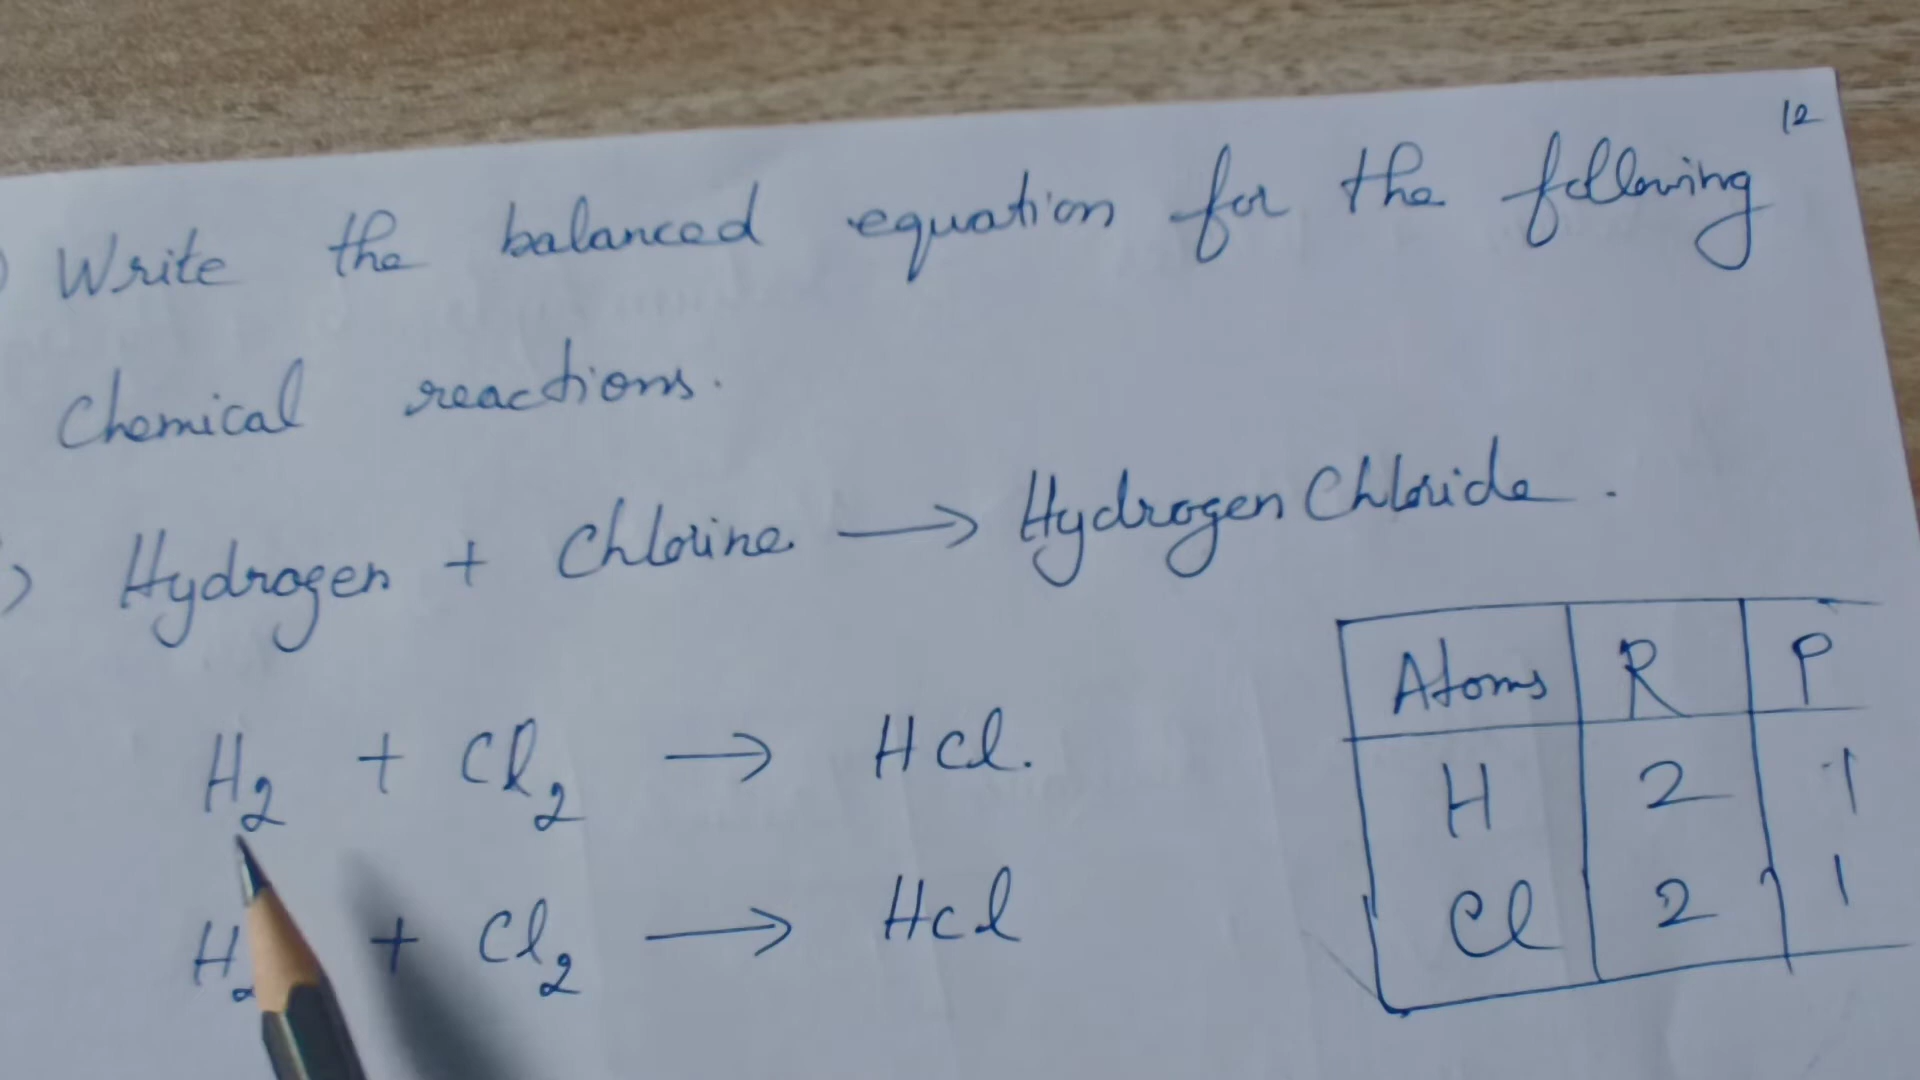 12
) Write the balanced equation for the following
Chemical reactions.
) Hydrogen + Chlorine ⟶ Hydrogen Chloride.
H₂ + Cl₂ ⟶ HCl.
H₂ + Cl₂ ⟶ HCl
Atoms R P
H 2 1
Cl 2 1